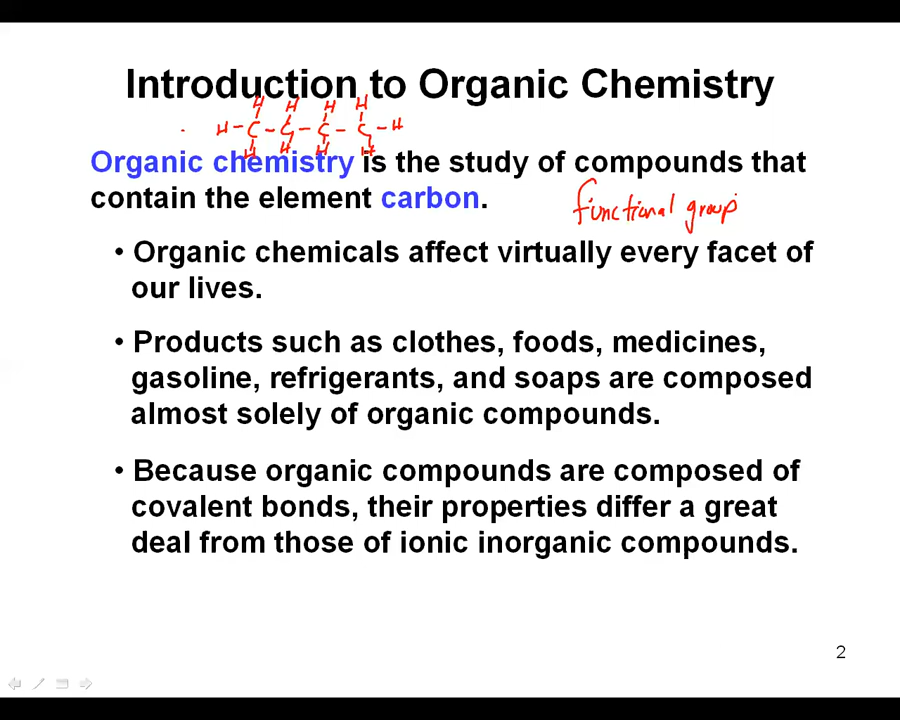 Introduction to Organic Chemistry
H H H H
H - C - C - C - C - H
H H H H
Organic chemistry is the study of compounds that
contain the element carbon.
functional group
• Organic chemicals affect virtually every facet of
our lives.
• Products such as clothes, foods, medicines,
gasoline, refrigerants, and soaps are composed
almost solely of organic compounds.
• Because organic compounds are composed of
covalent bonds, their properties differ a great
deal from those of ionic inorganic compounds.
2